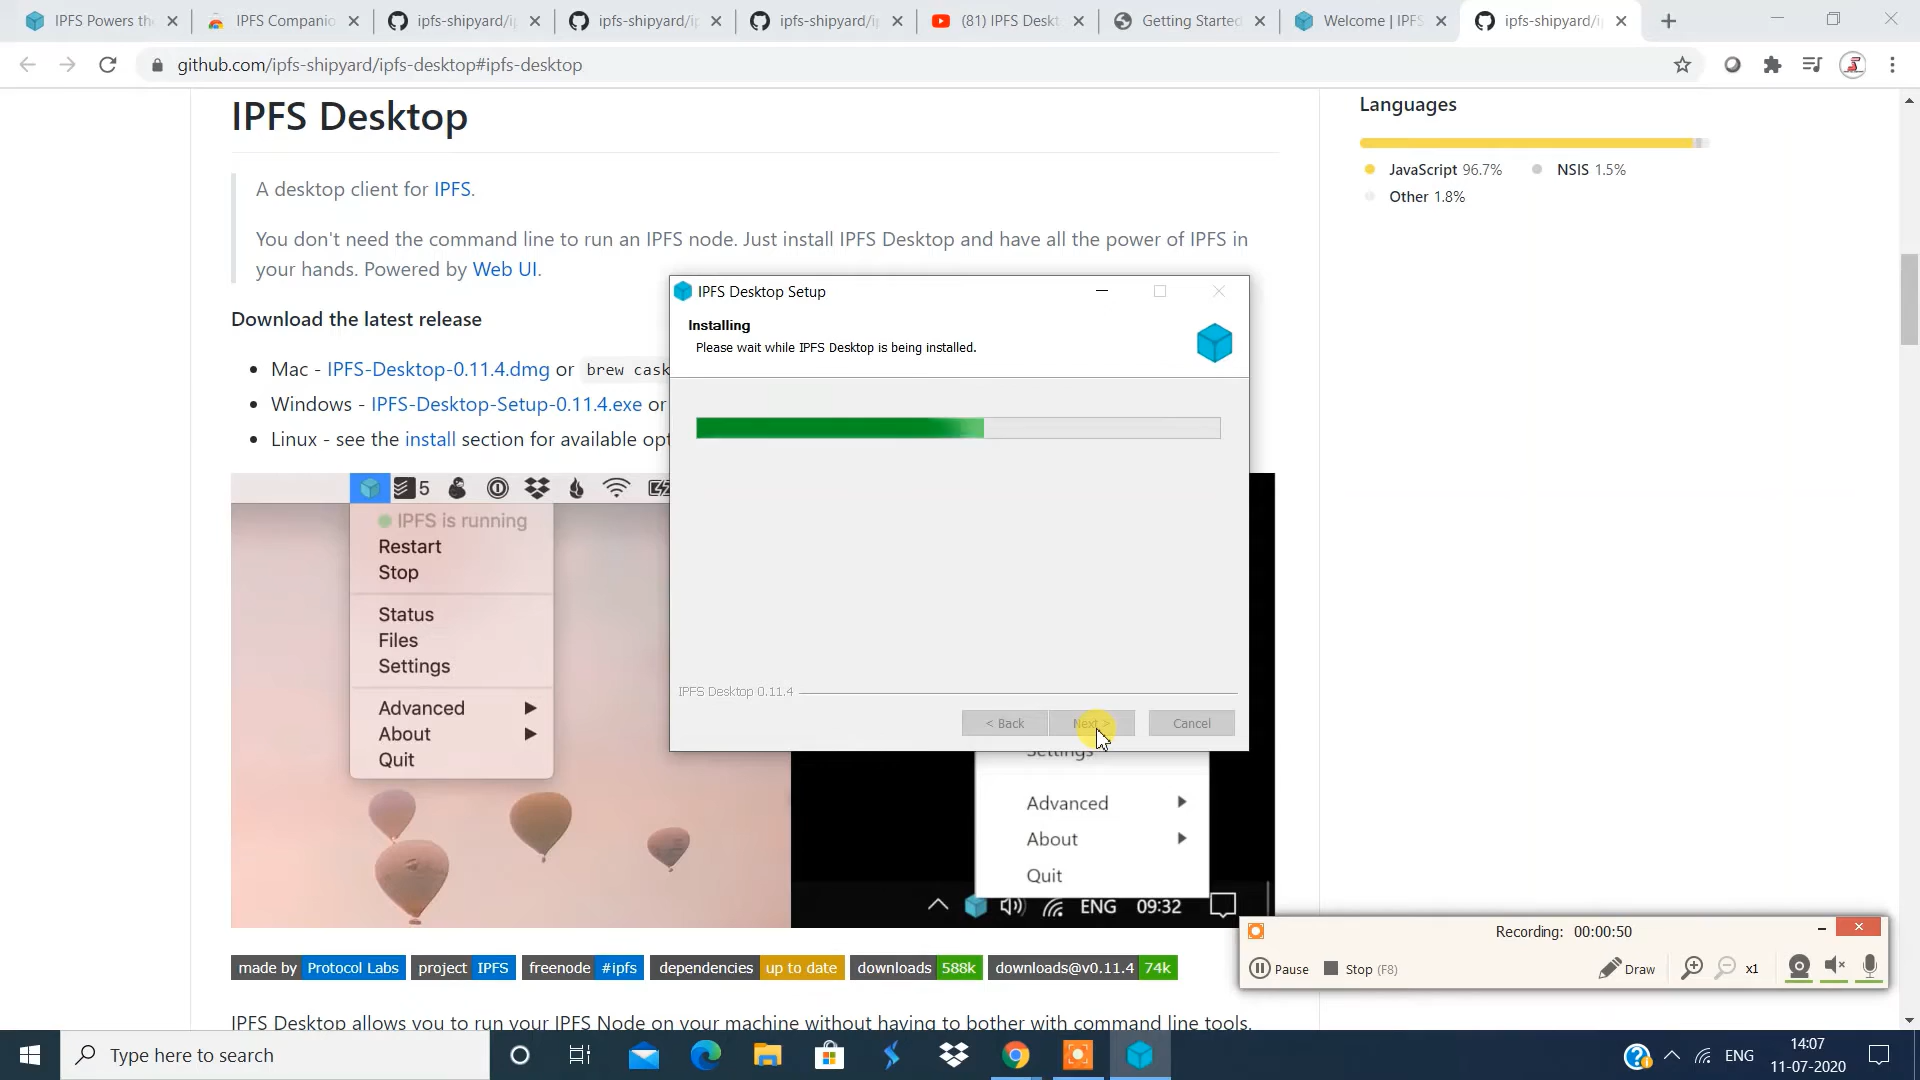 IPFS Powers the
IPFS Companio
ipfs-shipyard/i
ipfs-shipyard/i
ipfs-shipyard/i
(81) IPFS Deskt
Getting Started
Welcome | IPFS
ipfs-shipyard/i
github.com/ipfs-shipyard/ipfs-desktop#ipfs-desktop
IPFS Desktop
A desktop client for IPFS.
You don't need the command line to run an IPFS node. Just install IPFS Desktop and have all the power of IPFS in
your hands. Powered by Web UI.
Download the latest release
Mac - IPFS-Desktop-0.11.4.dmg or brew cask
Windows - IPFS-Desktop-Setup-0.11.4.exe or
Linux - see the install section for available opt
Languages
JavaScript 96.7% NSIS 1.5%
Other 1.8%
IPFS Desktop Setup
Installing
Please wait while IPFS Desktop is being installed.
IPFS Desktop 0.11.4
< Back
Next >
Cancel
5
IPFS is running
Restart
Stop
Status
Files
Settings
Advanced
About
Quit
Settings
Advanced
About
Quit
ENG 09:32
made by Protocol Labs project IPFS freenode #ipfs dependencies up to date downloads 588k downloads@v0.11.4 74k
IPFS Desktop allows you to run your IPFS Node on your machine without having to bother with command line tools.
Recording: 00:00:50
Pause
Stop (F8)
Draw
x1
Type here to search
ENG
14:07
11-07-2020